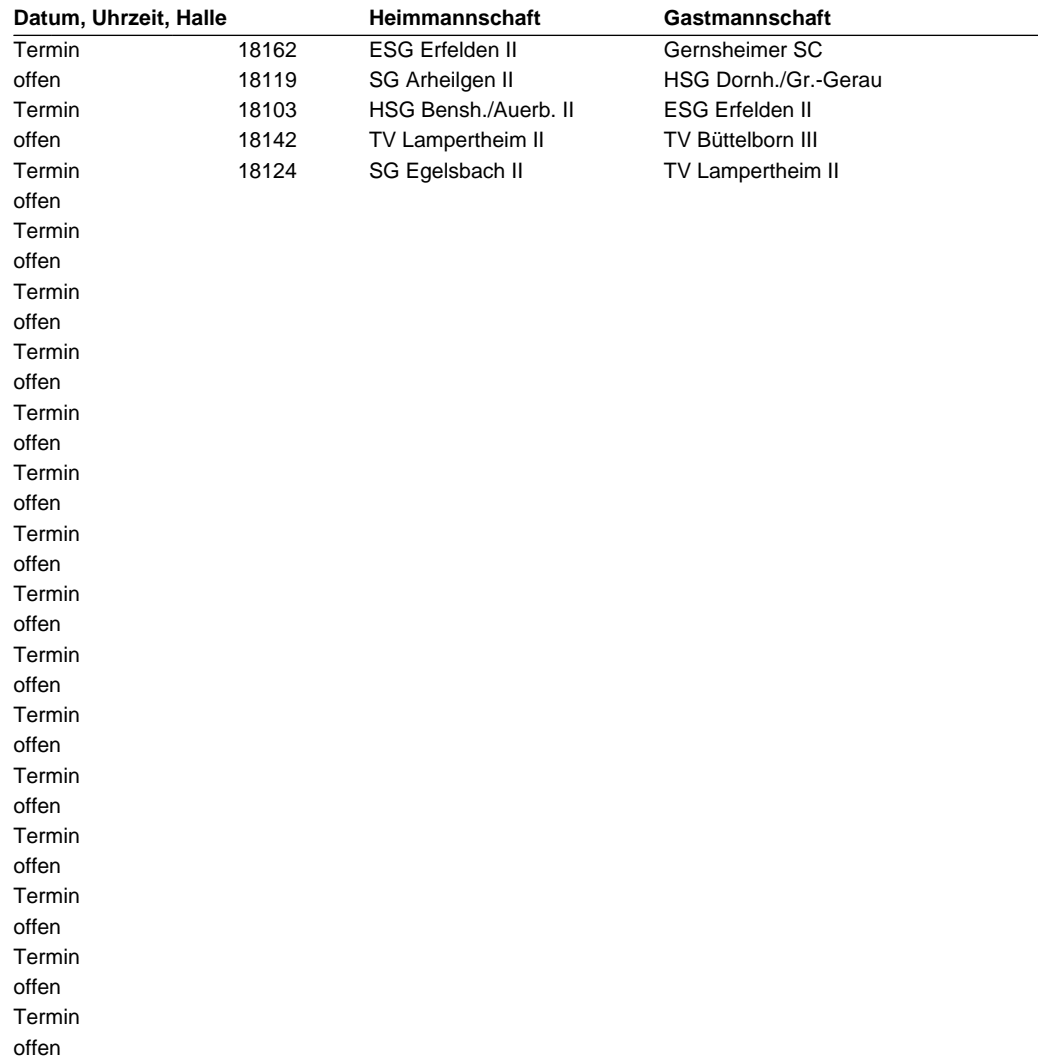 Datum, Uhrzeit, Halle Heimmannschaft Gastmannschaft
Termin 18162 ESG Erfelden II Gernsheimer SC
offen 18119 SG Arheilgen II HSG Dornh./Gr.-Gerau
Termin 18103 HSG Bensh./Auerb. II ESG Erfelden II
offen 18142 TV Lampertheim II TV Büttelborn III
Termin 18124 SG Egelsbach II TV Lampertheim II
offen
Termin
offen
Termin
offen
Termin
offen
Termin
offen
Termin
offen
Termin
offen
Termin
offen
Termin
offen
Termin
offen
Termin
offen
Termin
offen
Termin
offen
Termin
offen
Termin
offen